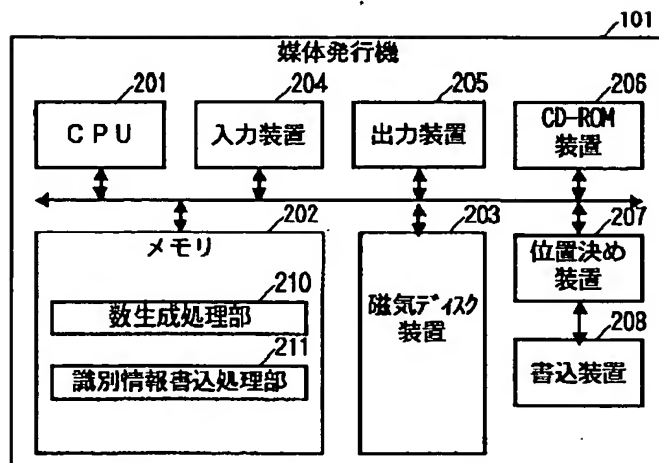 101
媒体発行機
201
CPU
204
入力装置
205
出力装置
206
CD-ROM
装置
202
メモリ
210
数生成処理部
211
識別情報書込処理部
203
磁気ディスク
装置
207
位置決め
装置
208
書込装置